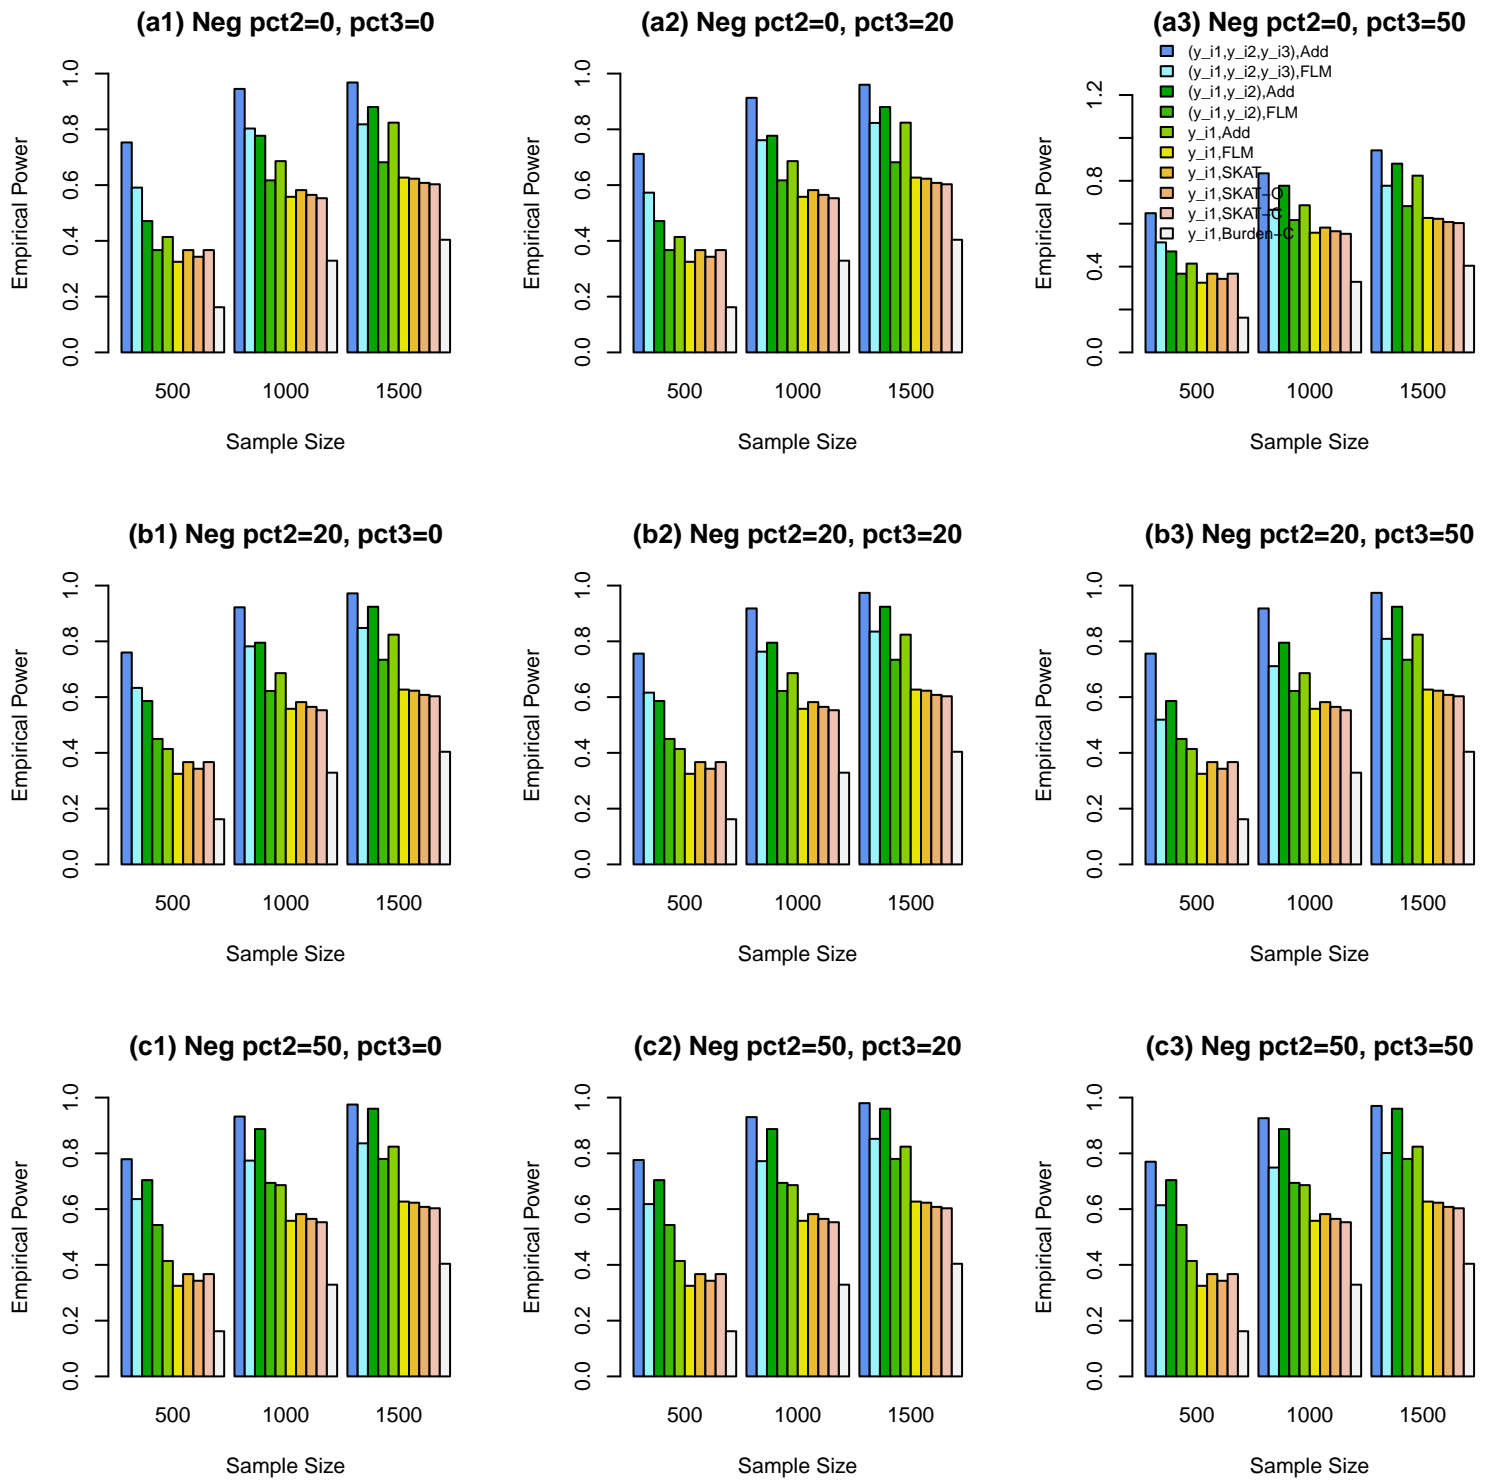 (a1) Neg pct2=0, pct3=0
Empirical Power
0.0 0.2 0.4 0.6 0.8 1.0
500 1000 1500
Sample Size
(a2) Neg pct2=0, pct3=20
Empirical Power
0.0 0.2 0.4 0.6 0.8 1.0
500 1000 1500
Sample Size
(a3) Neg pct2=0, pct3=50
(y_i1,y_i2,y_i3),Add
(y_i1,y_i2,y_i3),FLM
(y_i1,y_i2),Add
(y_i1,y_i2),FLM
y_i1,Add
y_i1,FLM
y_i1,SKAT
y_i1,SKAT-O
y_i1,SKAT-C
y_i1,Burden-C
Empirical Power
0.0 0.4 0.8 1.2
500 1000 1500
Sample Size
(b1) Neg pct2=20, pct3=0
Empirical Power
0.0 0.2 0.4 0.6 0.8 1.0
500 1000 1500
Sample Size
(b2) Neg pct2=20, pct3=20
Empirical Power
0.0 0.2 0.4 0.6 0.8 1.0
500 1000 1500
Sample Size
(b3) Neg pct2=20, pct3=50
Empirical Power
0.0 0.2 0.4 0.6 0.8 1.0
500 1000 1500
Sample Size
(c1) Neg pct2=50, pct3=0
Empirical Power
0.0 0.2 0.4 0.6 0.8 1.0
500 1000 1500
Sample Size
(c2) Neg pct2=50, pct3=20
Empirical Power
0.0 0.2 0.4 0.6 0.8 1.0
500 1000 1500
Sample Size
(c3) Neg pct2=50, pct3=50
Empirical Power
0.0 0.2 0.4 0.6 0.8 1.0
500 1000 1500
Sample Size